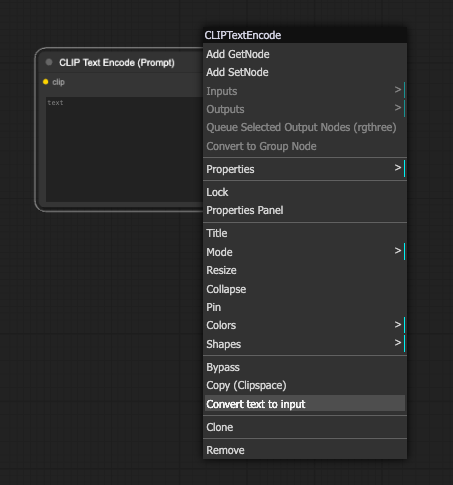 CLIPTextEncode
CLIP Text Encode (Prompt)
clip
text
Add GetNode
Add SetNode
Inputs >
Outputs >
Queue Selected Output Nodes (rgthree)
Convert to Group Node
Properties >
Lock
Properties Panel
Title
Mode >
Resize
Collapse
Pin
Colors >
Shapes >
Bypass
Copy (Clipspace)
Convert text to input
Clone
Remove